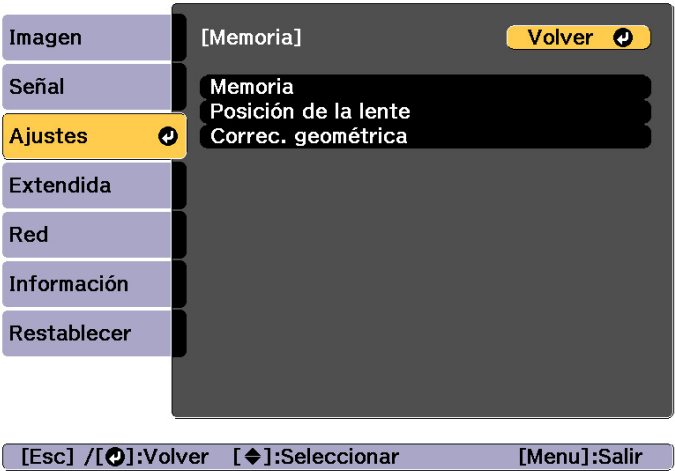 Imagen
Señal
Ajustes
Extendida
Red
Información
Restablecer
[Memoria]
Volver
Memoria
Posición de la lente
Correc. geométrica
[Esc] /[↵]:Volver [◆]:Seleccionar [Menu]:Salir